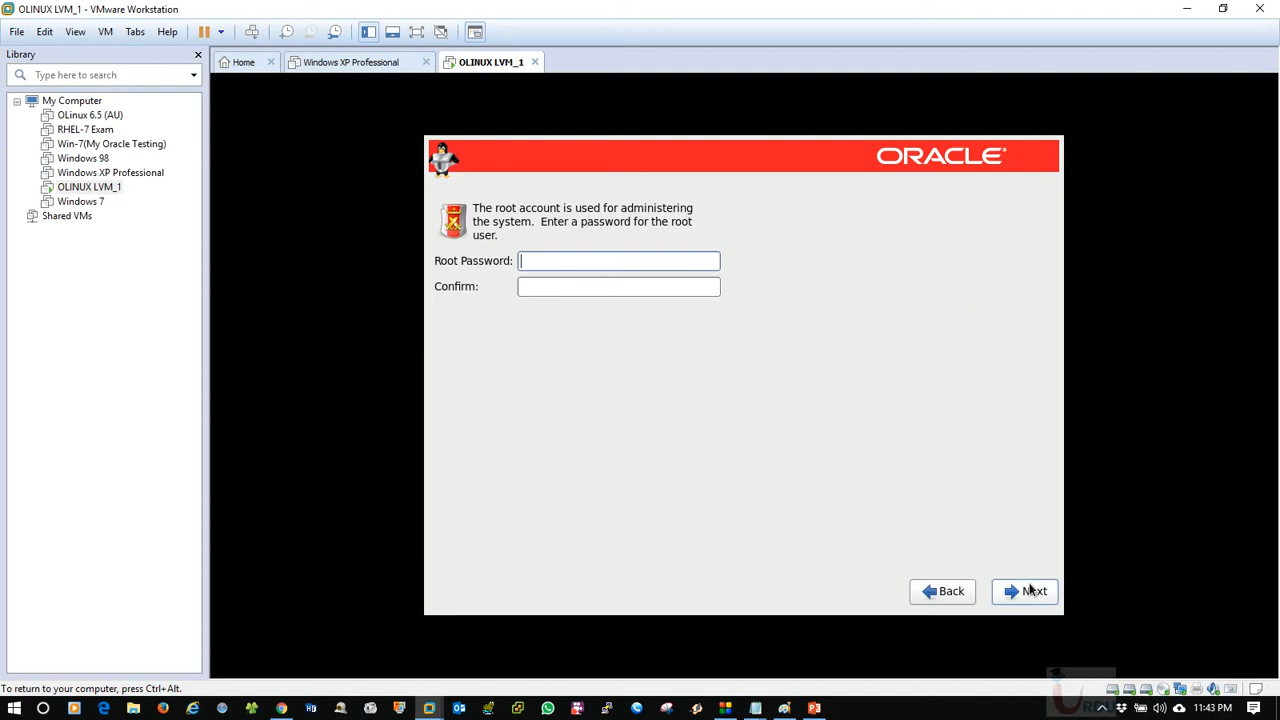 OLINUX LVM_1 - VMware Workstation
File Edit View VM Tabs Help
Library
Type here to search
My Computer
OLinux 6.5 (AU)
RHEL-7 Exam
Win-7(My Oracle Testing)
Windows 98
Windows XP Professional
OLINUX LVM_1
Windows 7
Shared VMs
Home Windows XP Professional OLINUX LVM_1
ORACLE®
The root account is used for administering
the system. Enter a password for the root
user.
Root Password:
Confirm:
Back Next
To return to your computer, press Ctrl+Alt.
11:43 PM